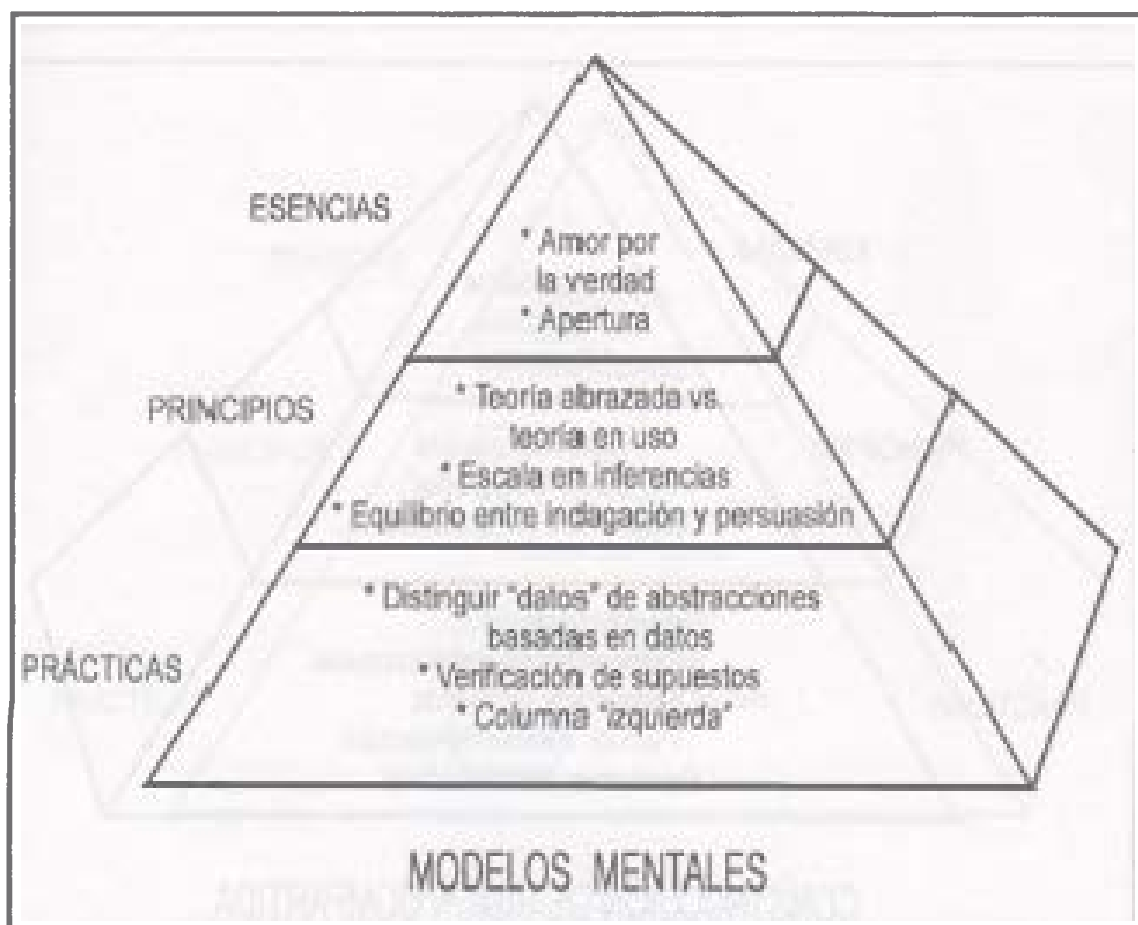 ESENCIAS
* Amor por
la verdad
* Apertura
PRINCIPIOS
* Teoría abrazada vs.
teoría en uso
* Escala em inferencias
* Equilibrio entre indagación y persuasión
PRÁCTICAS
* Distinguir "datos" de abstracciones
basadas en datos
* Verificación de supuestos
* Columna "izquierda"
MODELOS MENTALES